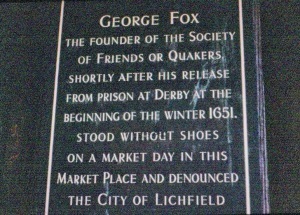 GEORGE FOX
THE FOUNDER OF THE SOCIETY
OF FRIENDS OR QUAKERS,
SHORTLY AFTER HIS RELEASE
FROM PRISON AT DERBY AT THE
BEGINNING OF THE WINTER 1651.
STOOD WITHOUT SHOES
ON A MARKET DAY IN THIS
MARKET PLACE AND DENOUNCED
THE CITY OF LICHFIELD